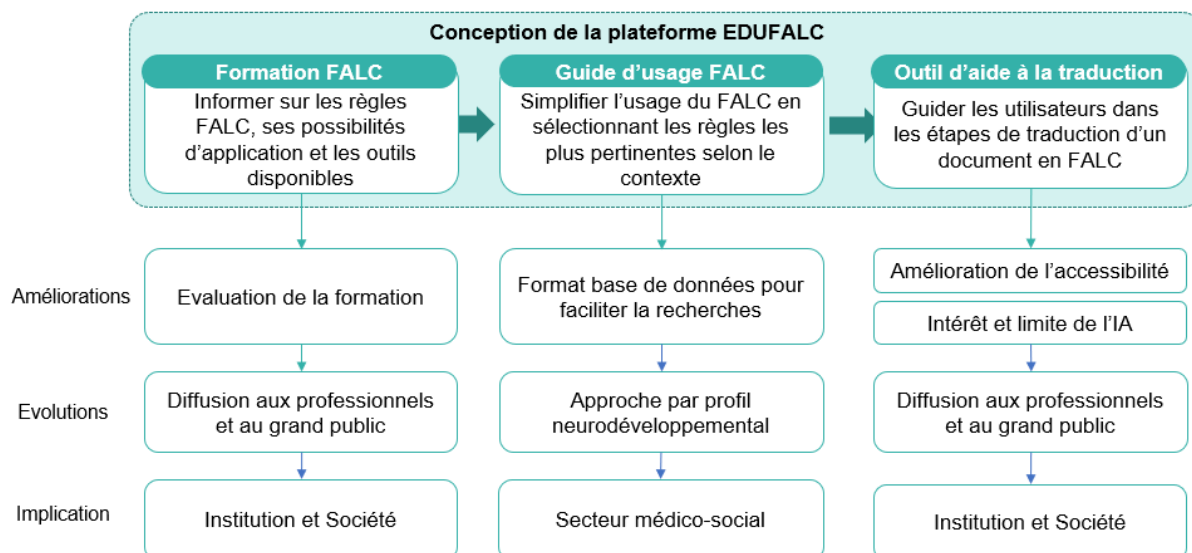 Conception de la plateforme EDUFALC
Formation FALC
Informer sur les règles
FALC, ses possibilités
d'application et les outils
disponibles
Guide d'usage FALC
Simplifier l'usage du FALC en
sélectionnant les règles les
plus pertinentes selon le
contexte
Outil d'aide à la traduction
Guider les utilisateurs dans
les étapes de traduction d'un
document en FALC
Améliorations
Evaluation de la formation
Format base de données pour
faciliter la recherches
Amélioration de l'accessibilité
Intérêt et limite de l'IA
Evolutions
Diffusion aux professionnels
et au grand public
Approche par profil
neurodéveloppemental
Diffusion aux professionnels
et au grand public
Implication
Institution et Société
Secteur médico-social
Institution et Société